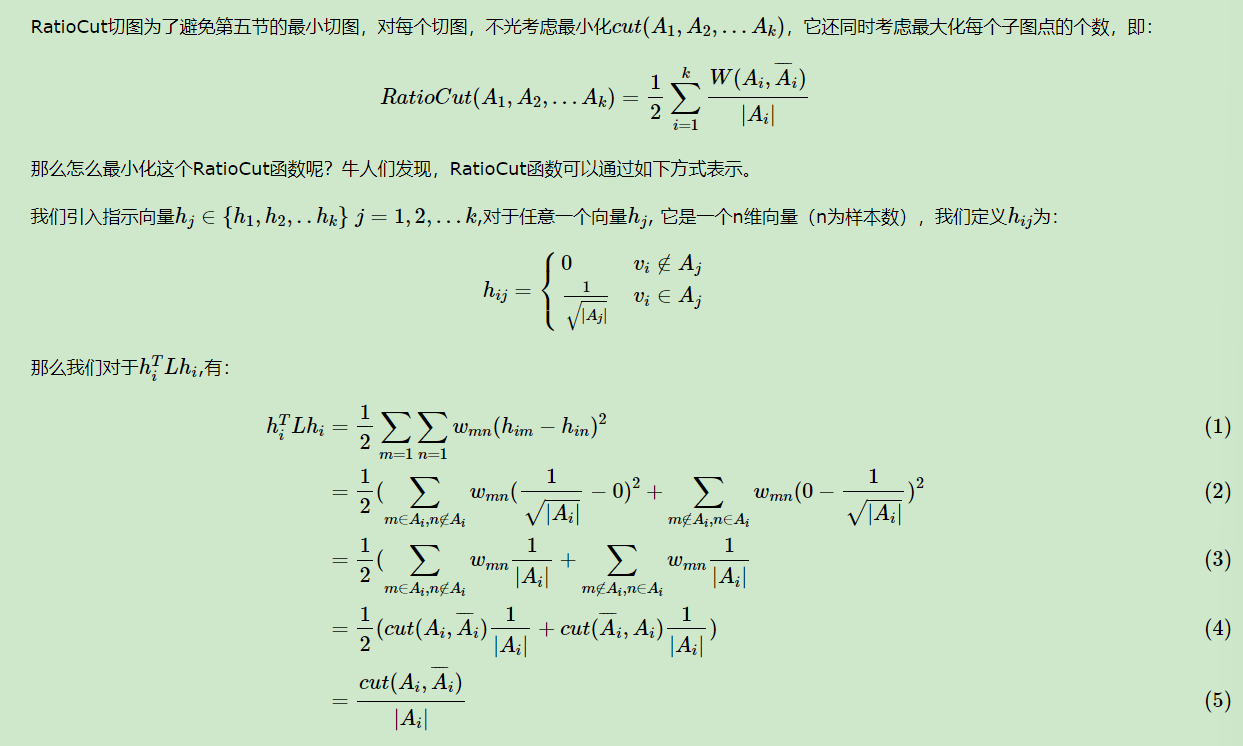 RatioCut切图为了避免第五节的最小切图，对每个切图，不光考虑最小化$cut(A_1, A_2, \ldots A_k)$，它还同时考虑最大化每个子图点的个数，即：
$RatioCut(A_1, A_2, \ldots A_k) = \frac{1}{2} \sum_{i=1}^{k} \frac{W(A_i, \overline{A}_i)}{|A_i|}$
那么怎么最小化这个RatioCut函数呢？牛人们发现，RatioCut函数可以通过如下方式表示。
我们引入指示向量$h_j \in \{h_1, h_2, ..h_k\}\ j = 1, 2, \ldots k$,对于任意一个向量$h_j$, 它是一个n维向量（n为样本数），我们定义$h_{ij}$为：
$h_{ij} = \begin{cases} 0 & v_i \notin A_j \\ \frac{1}{\sqrt{|A_j|}} & v_i \in A_j \end{cases}$
那么我们对于$h_i^T L h_i$,有：
$h_i^T L h_i = \frac{1}{2} \sum_{m=1} \sum_{n=1} w_{mn}(h_{im} - h_{in})^2$ (1)
$= \frac{1}{2}(\sum_{m \in A_i, n \notin A_i} w_{mn}(\frac{1}{\sqrt{|A_i|}} - 0)^2 + \sum_{m \notin A_i, n \in A_i} w_{mn}(0 - \frac{1}{\sqrt{|A_i|}})^2$ (2)
$= \frac{1}{2}(\sum_{m \in A_i, n \notin A_i} w_{mn}\frac{1}{|A_i|} + \sum_{m \notin A_i, n \in A_i} w_{mn}\frac{1}{|A_i|}$ (3)
$= \frac{1}{2}(cut(A_i, \overline{A}_i)\frac{1}{|A_i|} + cut(\overline{A}_i, A_i)\frac{1}{|A_i|})$ (4)
$= \frac{cut(A_i, \overline{A}_i)}{|A_i|}$ (5)